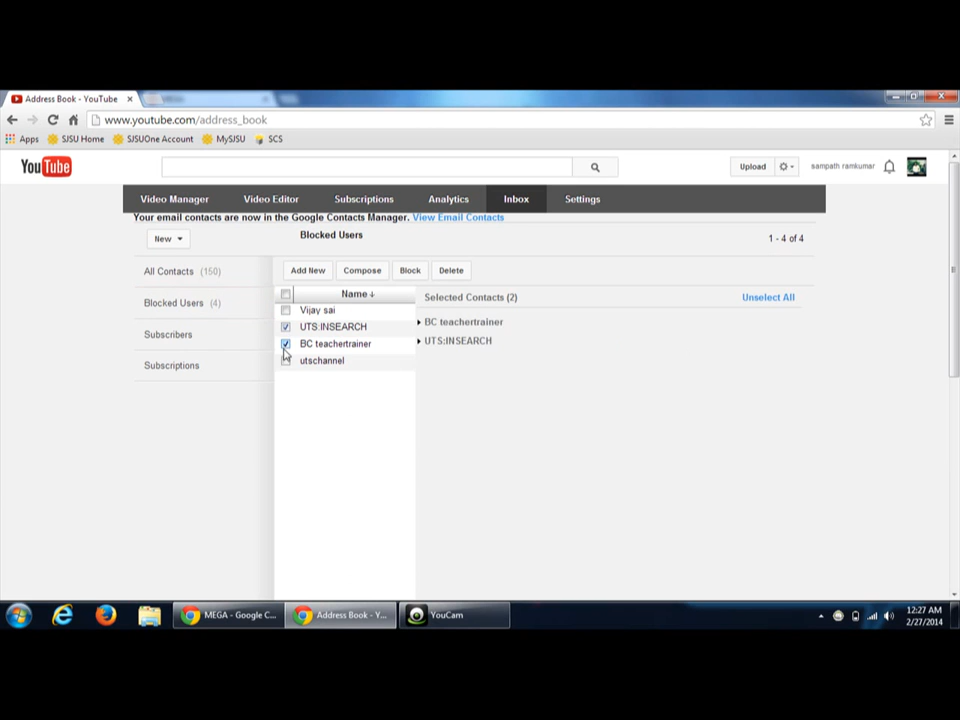 Address Book - YouTube
www.youtube.com/address_book
Apps SJSU Home SJSUOne Account MySJSU SCS
YouTube Upload sampath ramkumar
Video Manager Video Editor Subscriptions Analytics Inbox Settings
Your email contacts are now in the Google Contacts Manager. View Email Contacts
New Blocked Users 1 - 4 of 4
All Contacts (150) Add New Compose Block Delete
Name Selected Contacts (2) Unselect All
Blocked Users (4) Vijay sai
UTS:INSEARCH BC teachertrainer
Subscribers BC teachertrainer UTS:INSEARCH
Subscriptions utschannel
MEGA - Google C... Address Book - Y... YouCam 12:27 AM
2/27/2014